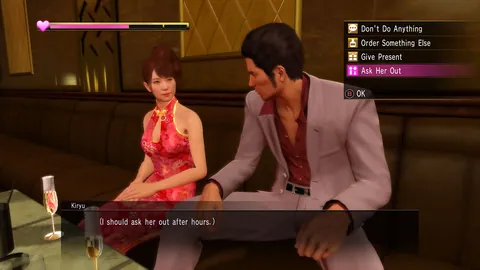 Don't Do Anything
Order Something Else
Give Present
Ask Her Out
OK
Kiryu
(I should ask her out after hours.)